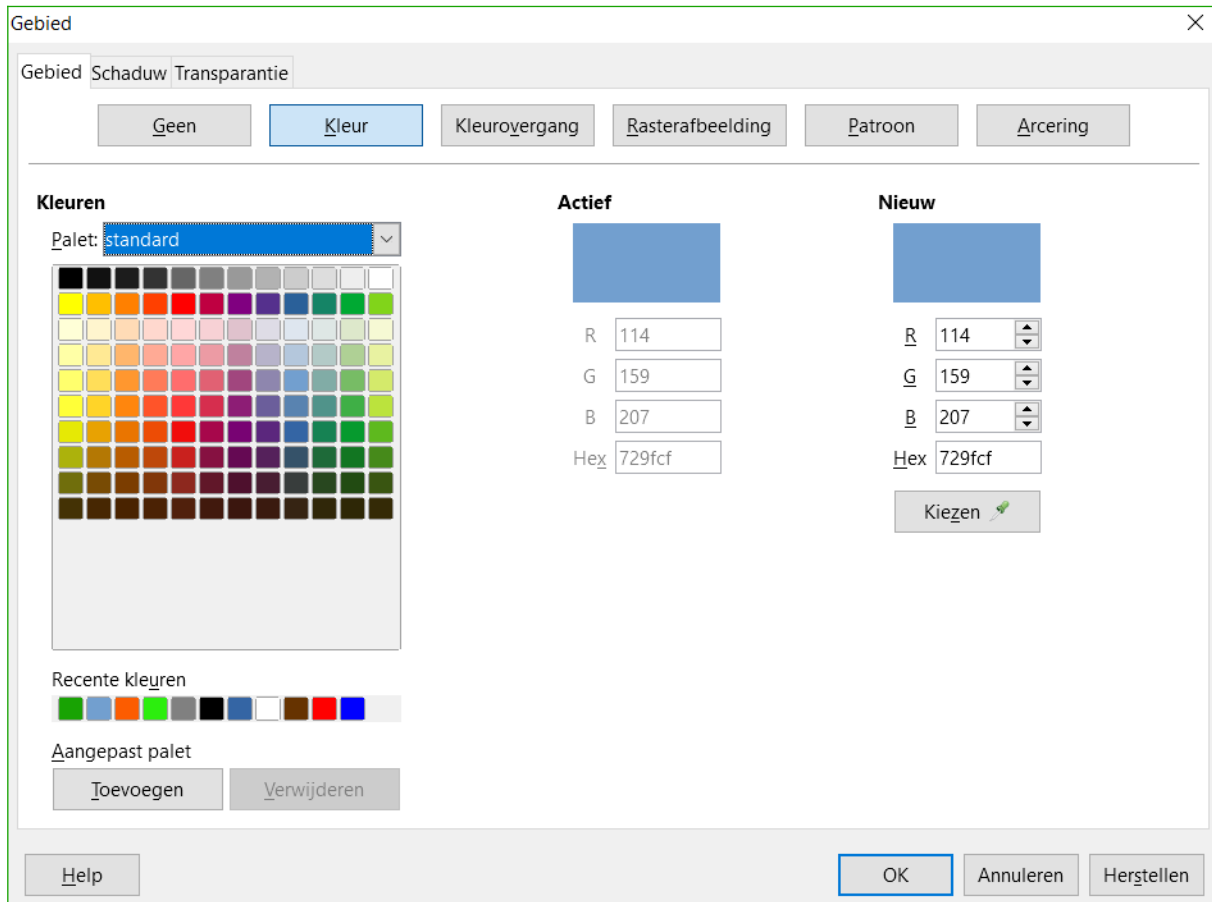 Gebied
Gebied Schaduw Transparantie
Geen Kleur Kleurovergang Rasterafbeelding Patroon Arcering
Kleuren Actief Nieuw
Palet: standard
R 114 R 114
G 159 G 159
B 207 B 207
Hex 729fcf Hex 729fcf
Kiezen
Recente kleuren
Aangepast palet
Toevoegen Verwijderen
Help OK Annuleren Herstellen